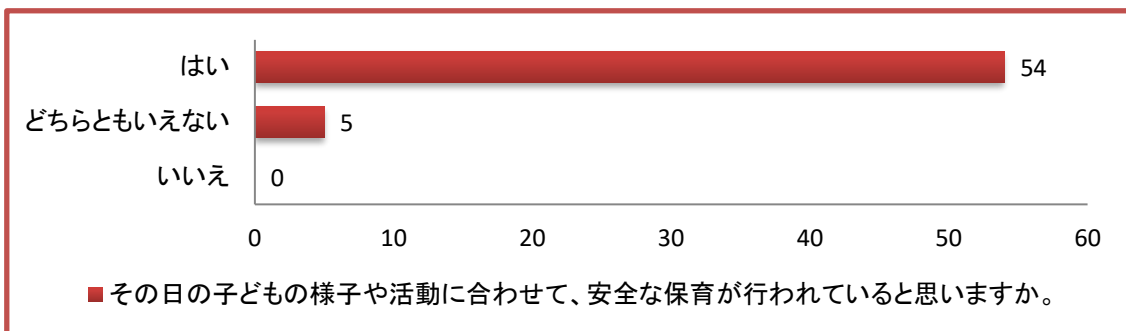 はい 54
どちらともいえない 5
いいえ 0
0 10 20 30 40 50 60
その日の子どもの様子や活動に合わせて、安全な保育が行われていると思いますか。